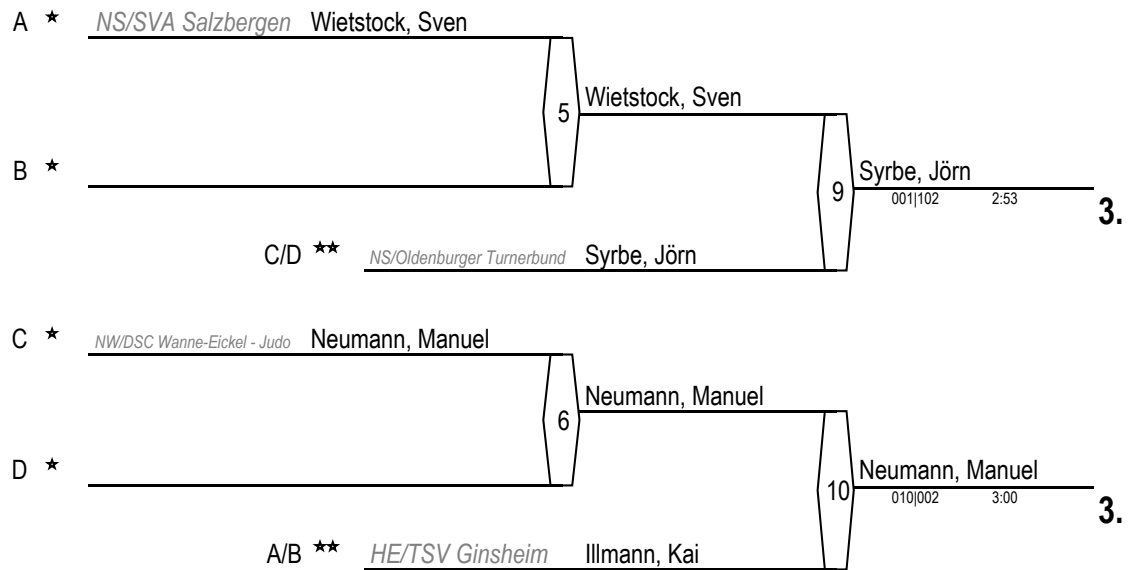 A ★ NS/SVA Salzbergen Wietstock, Sven
5 Wietstock, Sven
B ★
9 Syrbe, Jörn
001|102 2:53
3.
C/D ★★ NS/Oldenburger Turnerbund Syrbe, Jörn
C ★ NW/DSC Wanne-Eickel - Judo Neumann, Manuel
6 Neumann, Manuel
D ★
10 Neumann, Manuel
010|002 3:00
3.
A/B ★★ HE/TSV Ginsheim Illmann, Kai